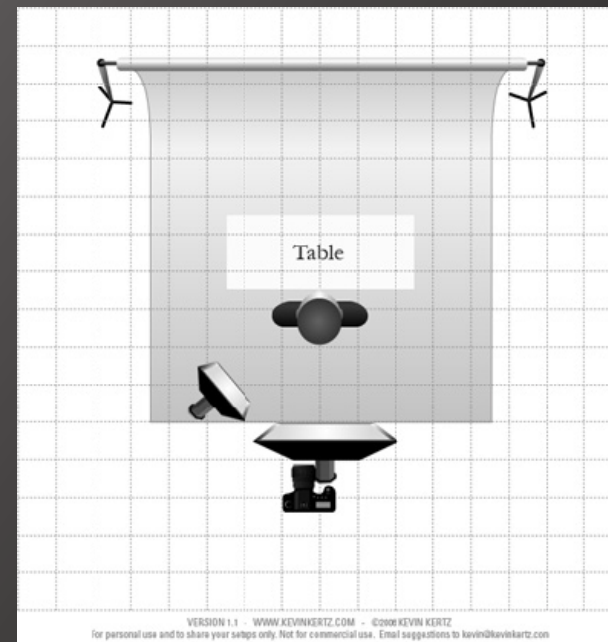 Table
VERSION 1.1 - WWW.KEVINKERTZ.COM - ©2008 KEVIN KERTZ
For personal use and to share your setups only. Not for commercial use. Email suggestions to kevin@kevinkertz.com